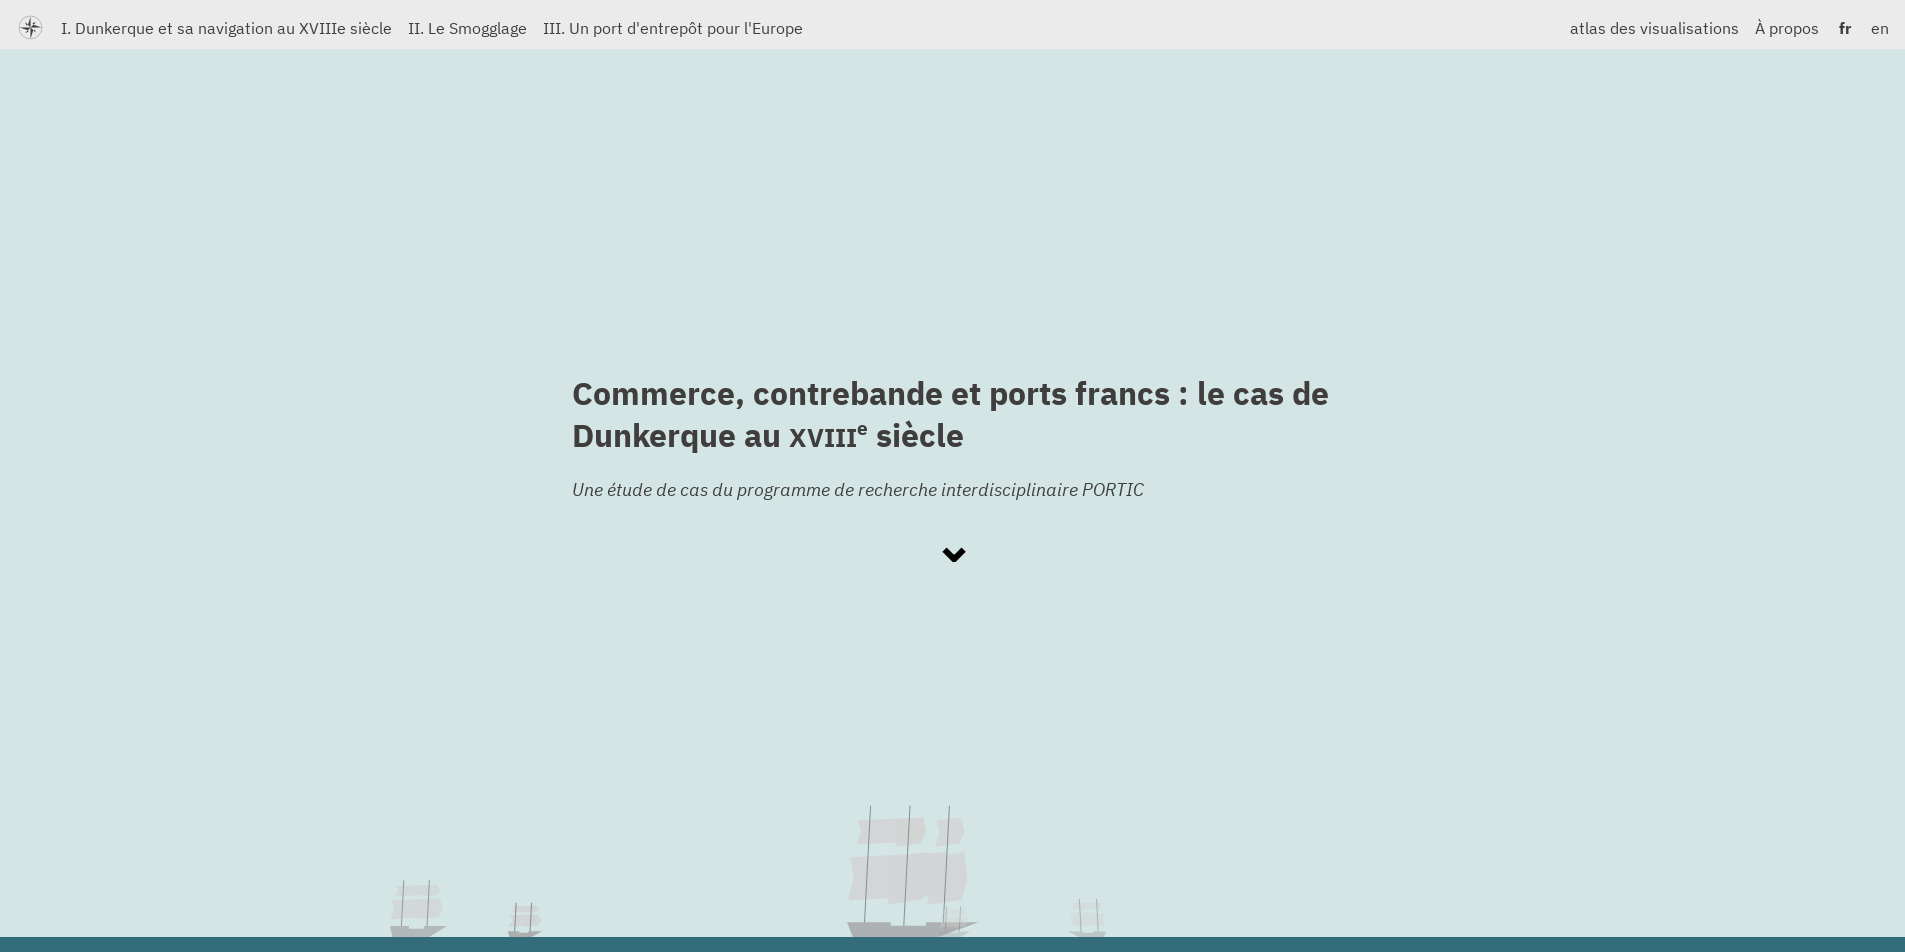 I. Dunkerque et sa navigation au XVIIIe siècle II. Le Smogglage III. Un port d'entrepôt pour l'Europe atlas des visualisations À propos fr en
Commerce, contrebande et ports francs : le cas de
Dunkerque au XVIIIe siècle
Une étude de cas du programme de recherche interdisciplinaire PORTIC